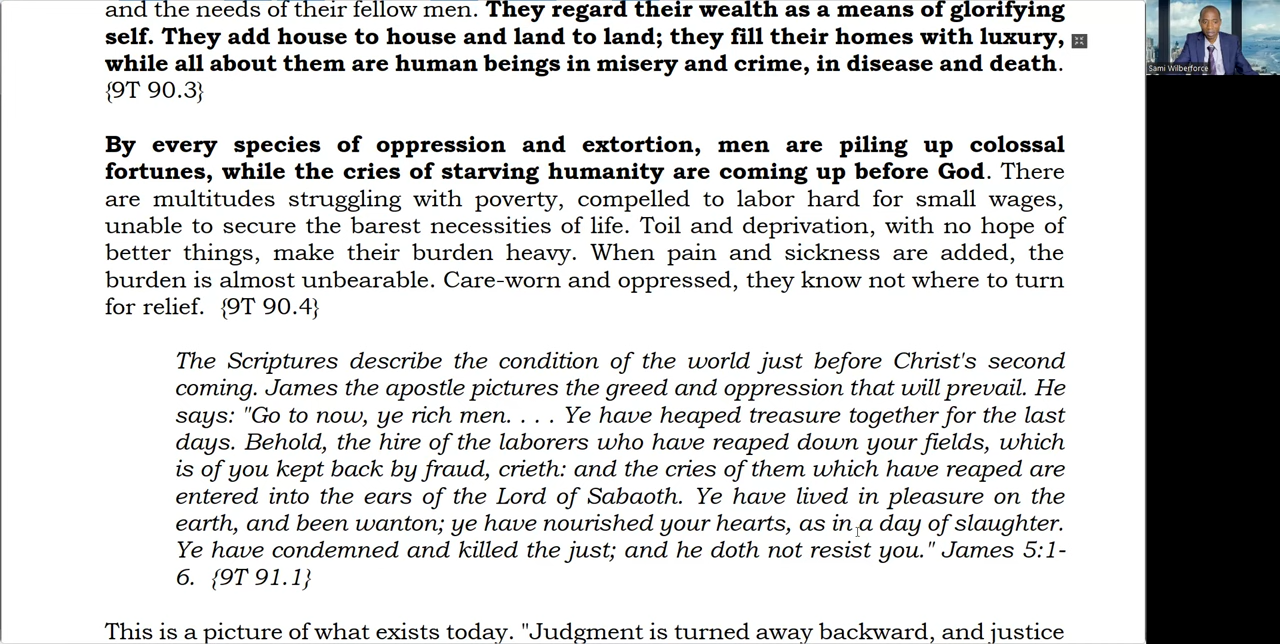 and the needs of their fellow men. They regard their wealth as a means of glorifying
self. They add house to house and land to land; they fill their homes with luxury,
while all about them are human beings in misery and crime, in disease and death.
{9T 90.3}
By every species of oppression and extortion, men are piling up colossal
fortunes, while the cries of starving humanity are coming up before God. There
are multitudes struggling with poverty, compelled to labor hard for small wages,
unable to secure the barest necessities of life. Toil and deprivation, with no hope of
better things, make their burden heavy. When pain and sickness are added, the
burden is almost unbearable. Care-worn and oppressed, they know not where to turn
for relief. {9T 90.4}
The Scriptures describe the condition of the world just before Christ's second
coming. James the apostle pictures the greed and oppression that will prevail. He
says: "Go to now, ye rich men. . . . Ye have heaped treasure together for the last
days. Behold, the hire of the laborers who have reaped down your fields, which
is of you kept back by fraud, crieth: and the cries of them which have reaped are
entered into the ears of the Lord of Sabaoth. Ye have lived in pleasure on the
earth, and been wanton; ye have nourished your hearts, as in a day of slaughter.
Ye have condemned and killed the just; and he doth not resist you." James 5:1-
6. {9T 91.1}
This is a picture of what exists today. "Judgment is turned away backward, and justice
Sami Wilberforce